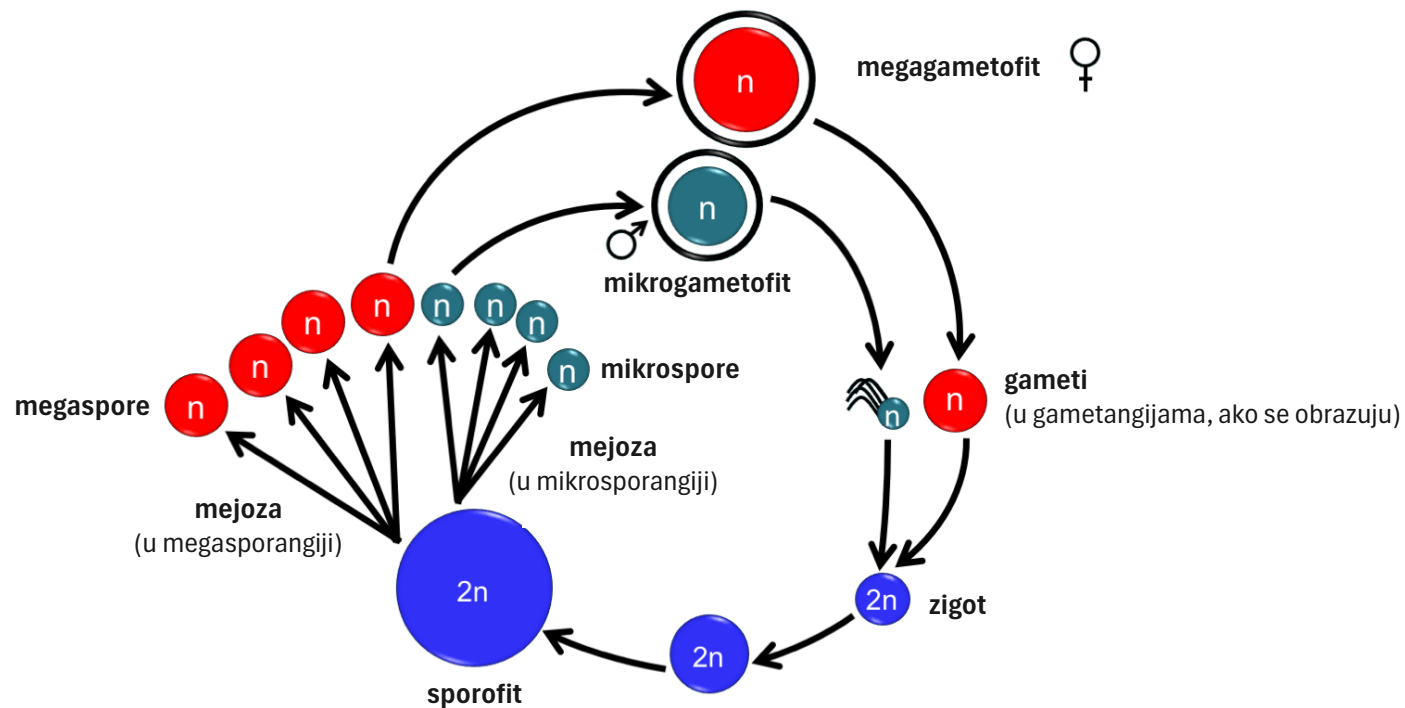 n
megagametofit ♀
n
♂
mikrogametofit
n
n
n
n
n
n
n
n
megaspore
mikrospore
n
n
gameti
(u gametangijama, ako se obrazuju)
mejoza
(u mikrosporangiji)
mejoza
(u megasporangiji)
2n
sporofit
2n
2n
zigot